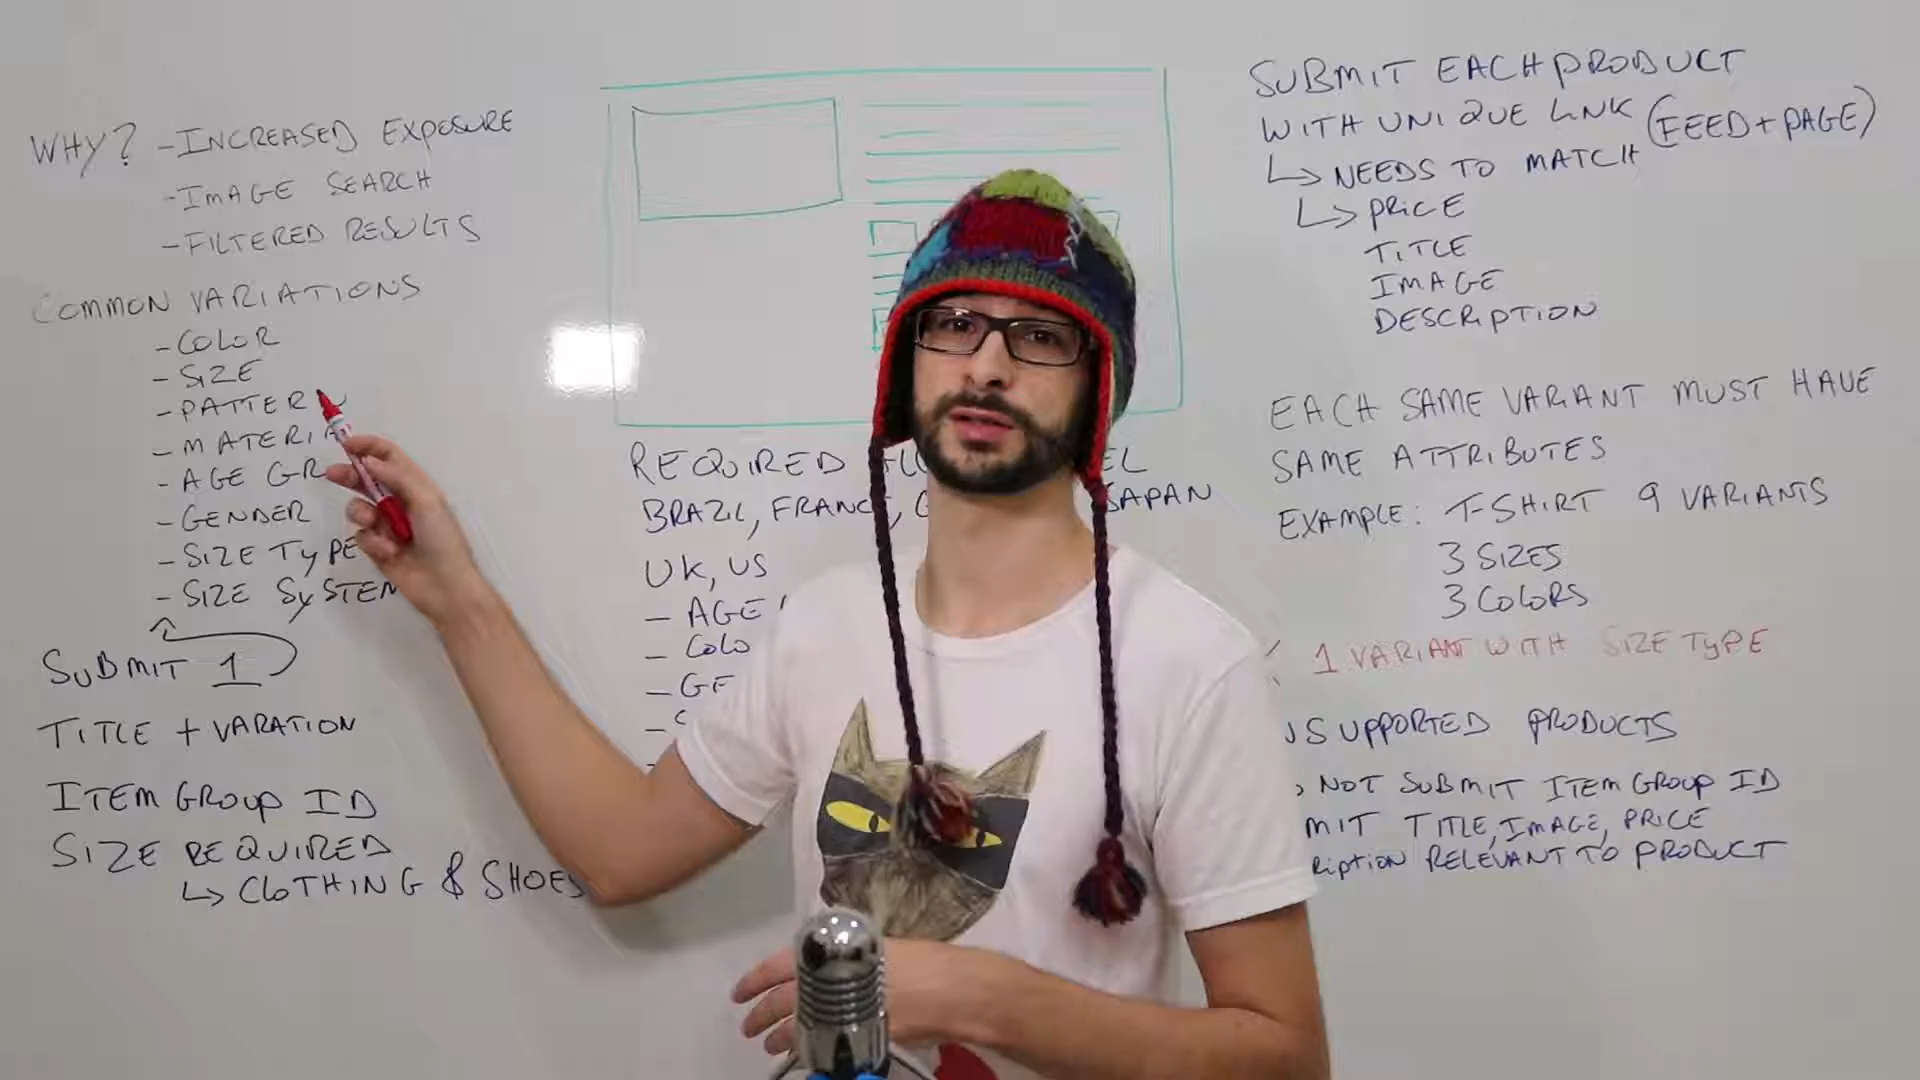 WHY? - INCREASED EXPOSURE
- IMAGE SEARCH
- FILTERED RESULTS
COMMON VARIATIONS
- COLOR
- SIZE
- PATTERN
- MATERIA
- AGE GR
- GENDER
- SIZE TYPE
- SIZE SYSTEM
SUBMIT 1
TITLE + VARATION
ITEM GROUP ID
SIZE REQUIRED
↳ CLOTHING & SHOES
REQUIRED
BRAZIL, FRANCE, JAPAN
UK, US
- AGE
- COLO
- GE
SUBMIT EACH PRODUCT
WITH UNIQUE LINK (FEED + PAGE)
↳ NEEDS TO MATCH
↳ PRICE
TITLE
IMAGE
DESCRIPTION
EACH SAME VARIANT MUST HAVE
SAME ATTRIBUTES
EXAMPLE: T-SHIRT 9 VARIANTS
3 SIZES
3 COLORS
1 VARIANT WITH SIZE TYPE
SUPPORTED PRODUCTS
NOT SUBMIT ITEM GROUP ID
MIT TITLE, IMAGE, PRICE
RIPTION RELEVANT TO PRODUCT